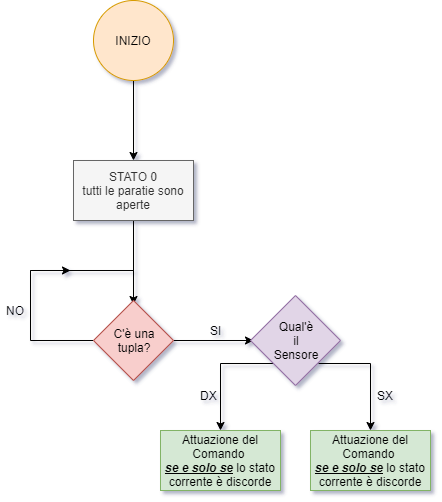 INIZIO
STATO 0
tutti le paratie sono
aperte
NO
C'è una
tupla?
SI
Qual'è
il
Sensore
DX
SX
Attuazione del
Comando
se e solo se lo stato
corrente è discorde
Attuazione del
Comando
se e solo se lo stato
corrente è discorde